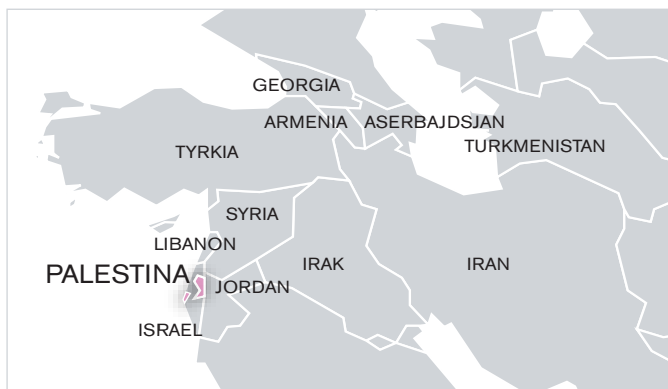 GEORGIA
ARMENIA
ASERBAJDSJAN
TYRKIA
TURKMENISTAN
SYRIA
LIBANON
IRAK
IRAN
PALESTINA
JORDAN
ISRAEL